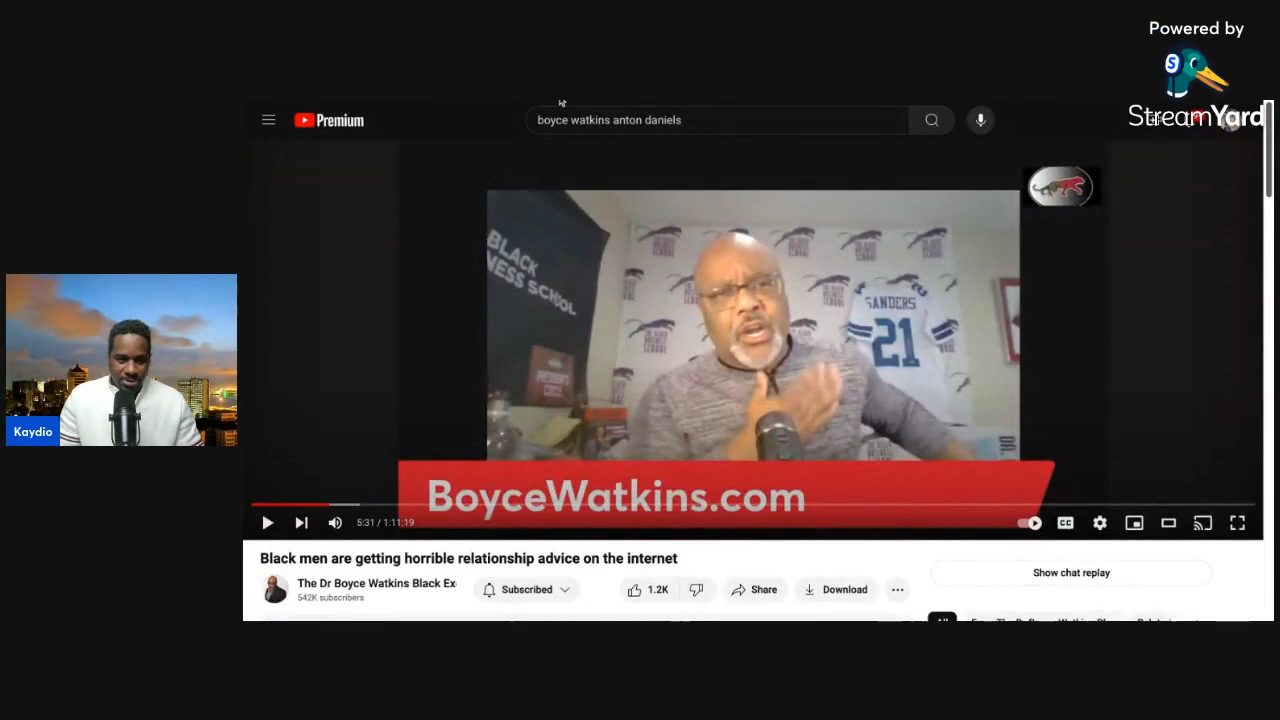 Powered by
StreamYard
Premium
boyce watkins anton daniels
BLACK
NESS SCHOOL
SANDERS
21
Kaydio
BoyceWatkins.com
5:31 / 1:11:19
Black men are getting horrible relationship advice on the internet
The Dr Boyce Watkins Black Ex
542K subscribers
Subscribed
1.2K
Share
Download
Show chat replay